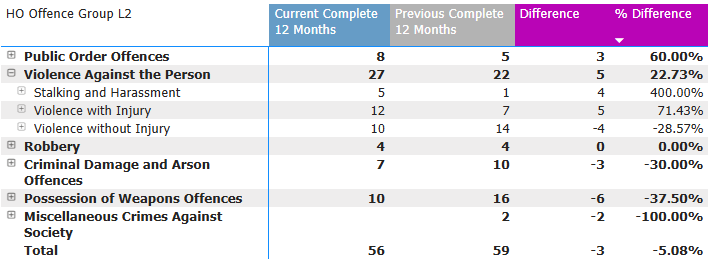 HO Offence Group L2 Current Complete 12 Months Previous Complete 12 Months Difference % Difference
Public Order Offences 8 5 3 60.00%
Violence Against the Person 27 22 5 22.73%
Stalking and Harassment 5 1 4 400.00%
Violence with Injury 12 7 5 71.43%
Violence without Injury 10 14 -4 -28.57%
Robbery 4 4 0 0.00%
Criminal Damage and Arson 7 10 -3 -30.00%
Offences
Possession of Weapons Offences 10 16 -6 -37.50%
Miscellaneous Crimes Against 2 -2 -100.00%
Society
Total 56 59 -3 -5.08%